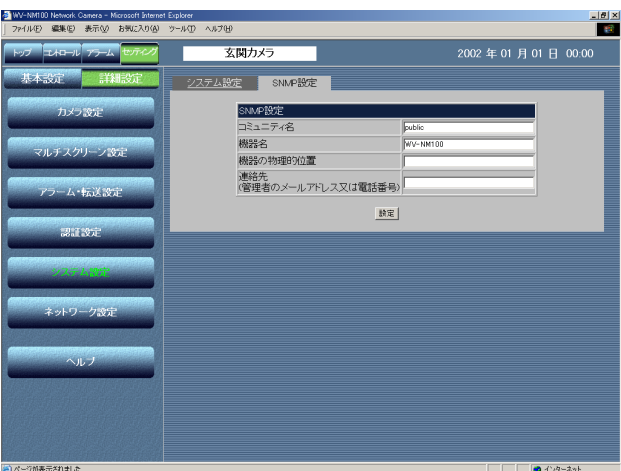 WV-NM100 Network Camera - Microsoft Internet Explorer
ファイル(F) 編集(E) 表示(V) お気に入り(A) ツール(T) ヘルプ(H)
トップ コントロール アラーム セッティング 玄関カメラ 2002 年 01 月 01 日 00:00
基本設定 詳細設定
システム設定 SNMP設定
カメラ設定
マルチスクリーン設定
アラーム・転送設定
認証設定
システム設定
ネットワーク設定
ヘルプ
SNMP設定
コミュニティ名 public
機器名 WV-NM100
機器の物理的位置
連絡先
(管理者のメールアドレス又は電話番号)
設定
ページが表示されました インターネット